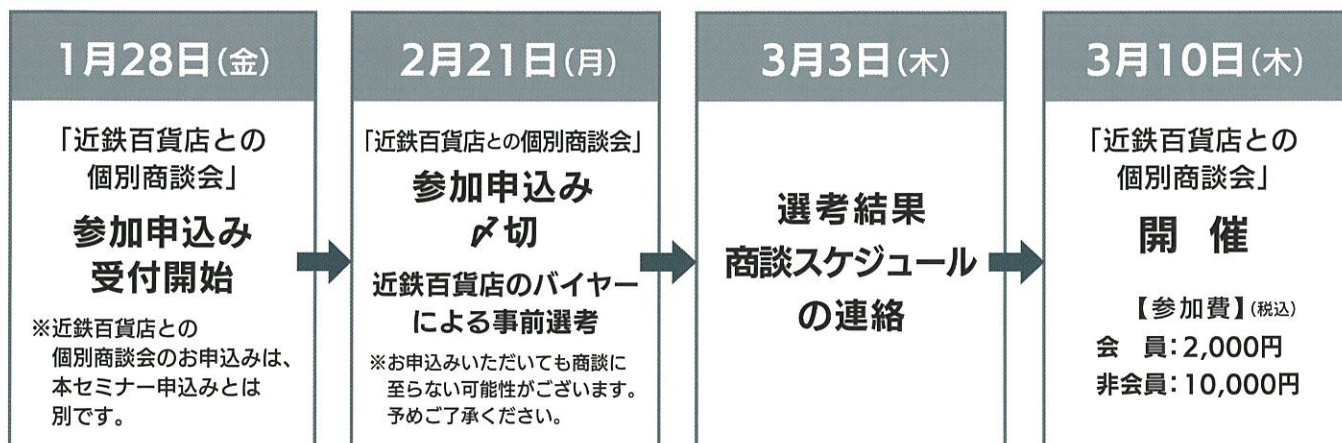 1月28日(金)
「近鉄百貨店との
個別商談会」
参加申込み
受付開始
※近鉄百貨店との
個別商談会のお申込みは、
本セミナー申込みとは
別です。
2月21日(月)
「近鉄百貨店との個別商談会」
参加申込み
〆切
近鉄百貨店のバイヤー
による事前選考
※お申込みいただいても商談に
至らない可能性がございます。
予めご了承ください。
3月3日(木)
選考結果
商談スケジュール
の連絡
3月10日(木)
「近鉄百貨店との
個別商談会」
開 催
【参加費】(税込)
会 員：2,000円
非会員：10,000円